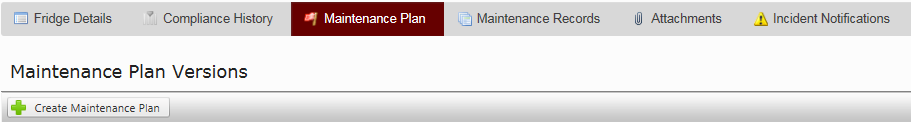 Fridge Details Compliance History Maintenance Plan Maintenance Records Attachments Incident Notifications
Maintenance Plan Versions
Create Maintenance Plan